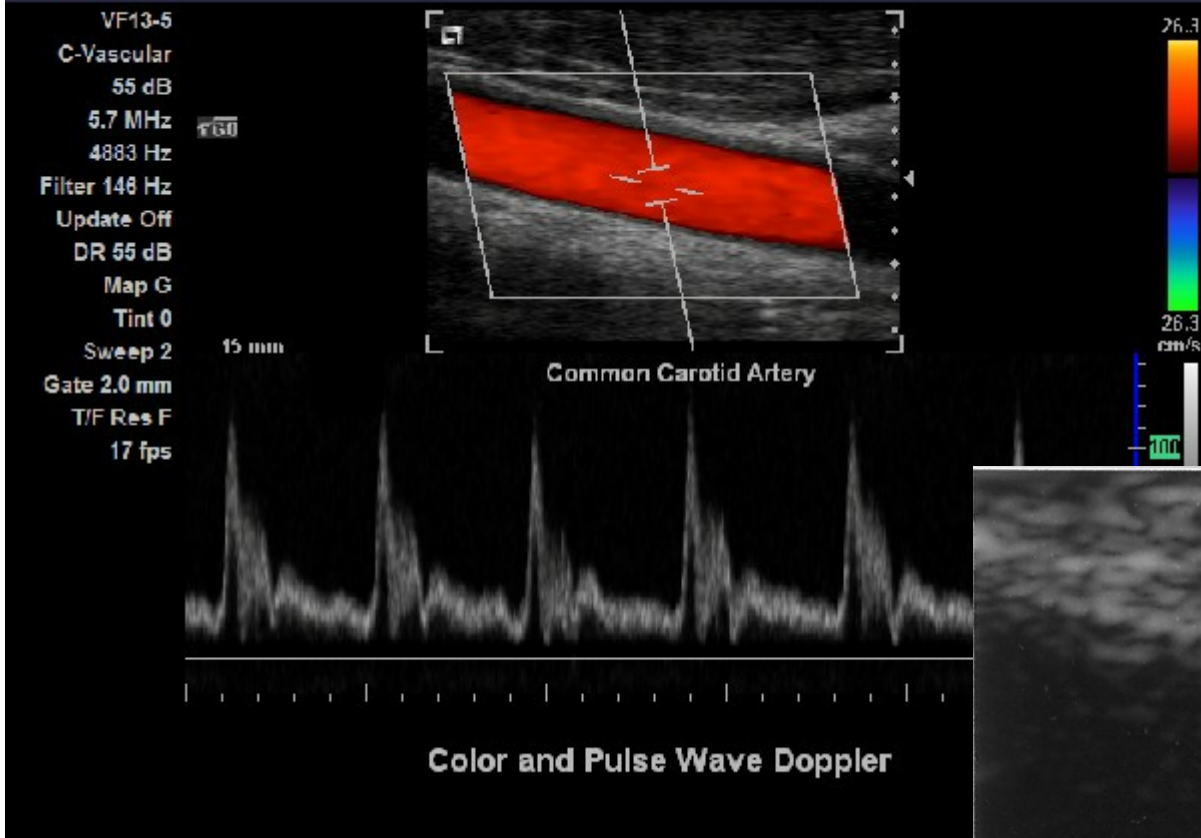 VF13-5
C-Vascular
55 dB
5.7 MHz
4883 Hz
Filter 146 Hz
Update Off
DR 55 dB
Map G
Tint 0
Sweep 2
Gate 2.0 mm
T/F Res F
17 fps
15 mm
26.3
26.3
cm/s
Common Carotid Artery
100
Color and Pulse Wave Doppler